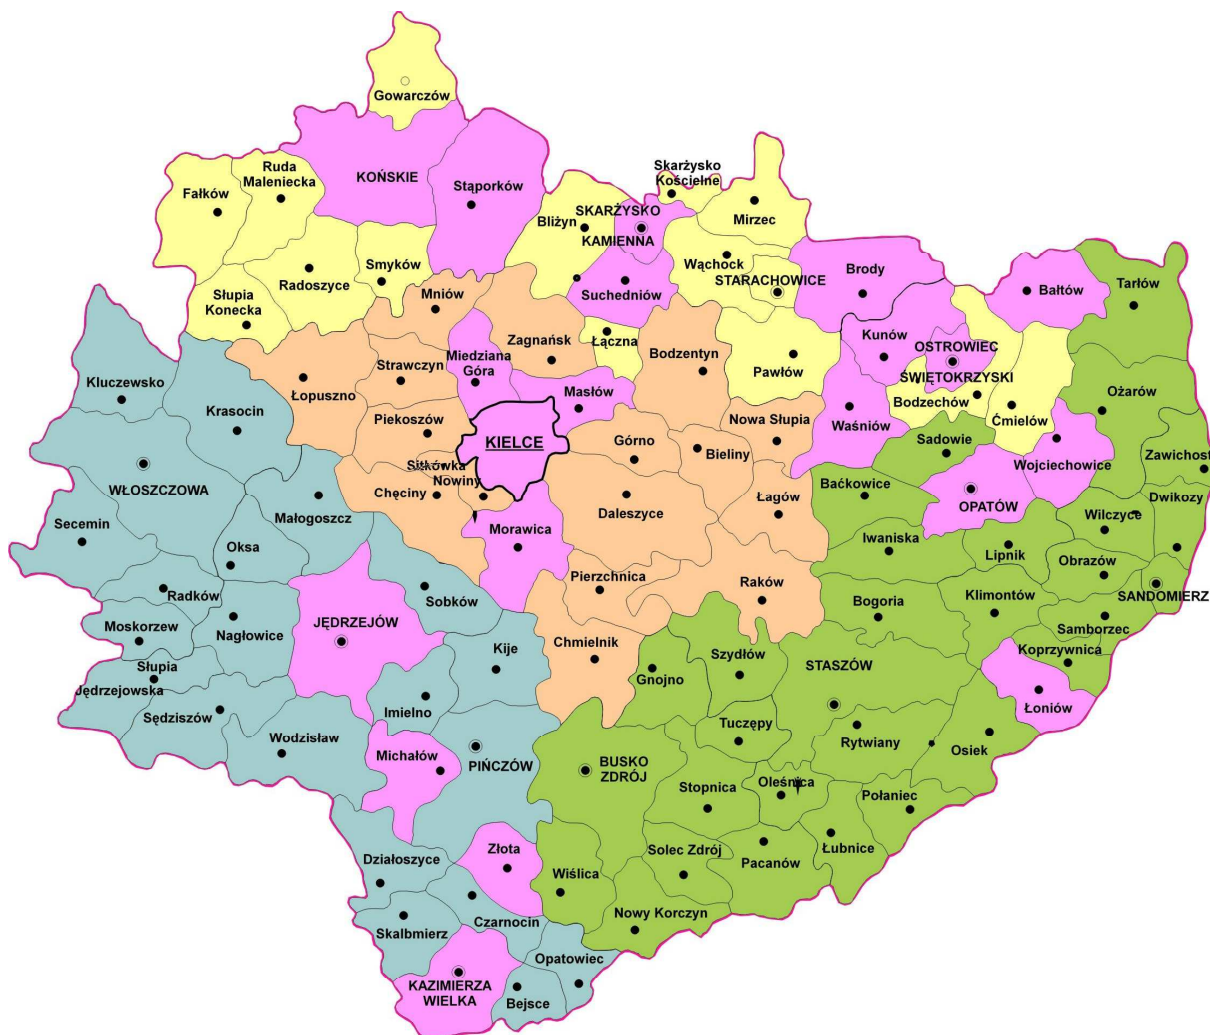 Gowarczów
KOŃSKIE
Stąporków
Ruda
Maleniecka
Fałków
Skarżysko
Kościelne
Mirzec
SKARŻYSKO
KAMIENNA
Bliżyn
Wąchock
STARACHOWICE
Smyków
Radoszyce
Słupia
Konecka
Mniów
Suchedniów
Brody
Bałtów
Tarłów
Zagnańsk
Łączna
Bodzentyn
Kunów
OSTROWIEC
ŚWIĘTOKRZYSKI
Miedziana
Góra
Strawczyn
Łopuszno
Kluczewsko
Krasocin
Masłów
Pawłów
Bodzechów
Ćmielów
Ożarów
Piekoszów
KIELCE
Górno
Nowa Słupia
Waśniów
Sadowie
Wojciechowice
Zawichost
Bieliny
Sitkówka
Nowiny
Chęciny
WŁOSZCZOWA
Małogoszcz
Łagów
Baćkowice
OPATÓW
Dwikozy
Wilczyce
Secemin
Oksa
Morawica
Daleszyce
Iwaniska
Lipnik
Obrazów
Radków
Sobków
Pierzchnica
Raków
Bogoria
Klimontów
SANDOMIERZ
Moskorzew
Nagłowice
JĘDRZEJÓW
Samborzec
Chmielnik
Kije
Szydłów
STASZÓW
Koprzywnica
Słupia
Jędrzejowska
Gnojno
Łoniów
Sędziszów
Imielno
Tuczępy
Rytwiany
Osiek
Wodzisław
Michałów
PIŃCZÓW
BUSKO
ZDRÓJ
Stopnica
Oleśnica
Połaniec
Działoszyce
Złota
Wiślica
Solec Zdrój
Pacanów
Łubnice
Skalbmierz
Czarnocin
Nowy Korczyn
Opatowiec
KAZIMIERZA
WIELKA
Bejsce